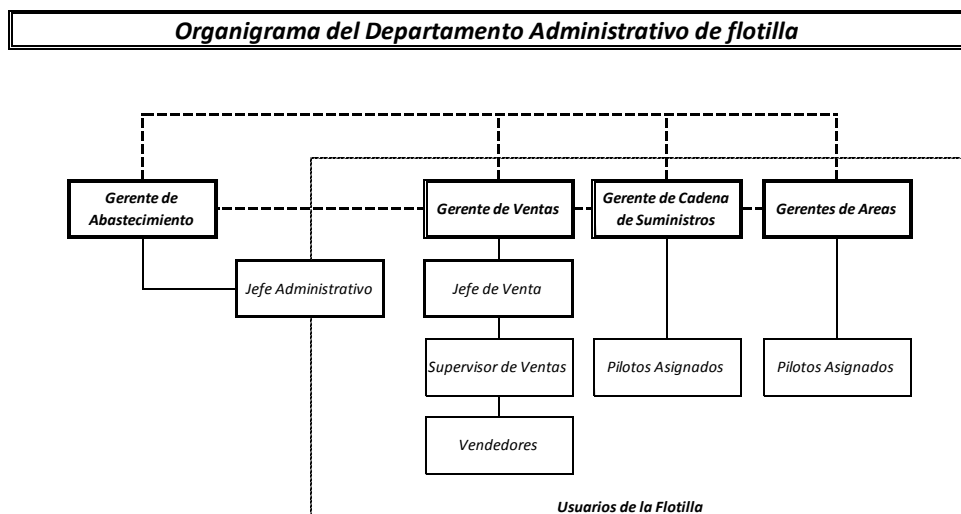 Organigrama del Departamento Administrativo de flotilla
Gerente de
Abastecimiento
Gerente de Ventas
Gerente de Cadena
de Suministros
Gerentes de Areas
Jefe Administrativo
Jefe de Venta
Supervisor de Ventas
Pilotos Asignados
Pilotos Asignados
Vendedores
Usuarios de la Flotilla